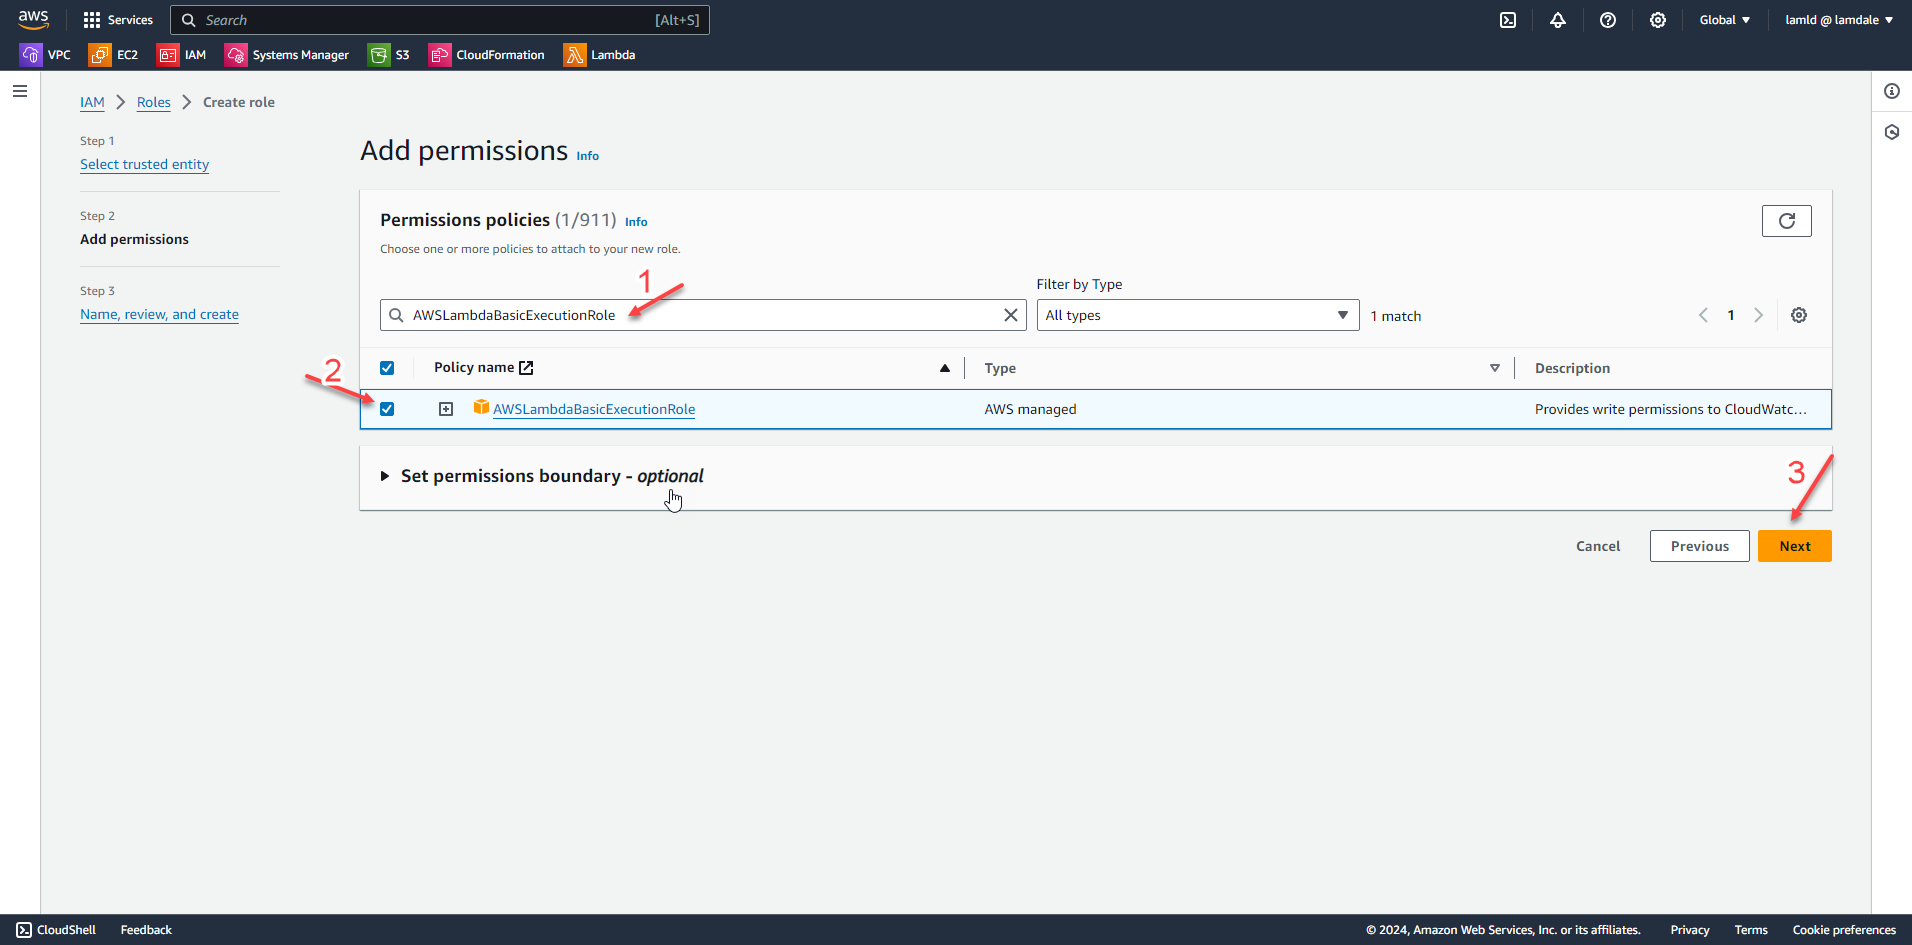 aws Services Search [Alt+S] Global lamld @ lamdale
VPC EC2 IAM Systems Manager S3 CloudFormation Lambda
IAM Roles Create role
Step 1
Select trusted entity
Step 2
Add permissions
Step 3
Name, review, and create
Add permissions Info
Permissions policies (1/911) Info
Choose one or more policies to attach to your new role.
1
Filter by Type
AWSLambdaBasicExecutionRole All types 1 match 1
Policy name Type Description
2
AWSLambdaBasicExecutionRole AWS managed Provides write permissions to CloudWatc...
Set permissions boundary - optional
3
Cancel Previous Next
CloudShell Feedback © 2024, Amazon Web Services, Inc. or its affiliates. Privacy Terms Cookie preferences